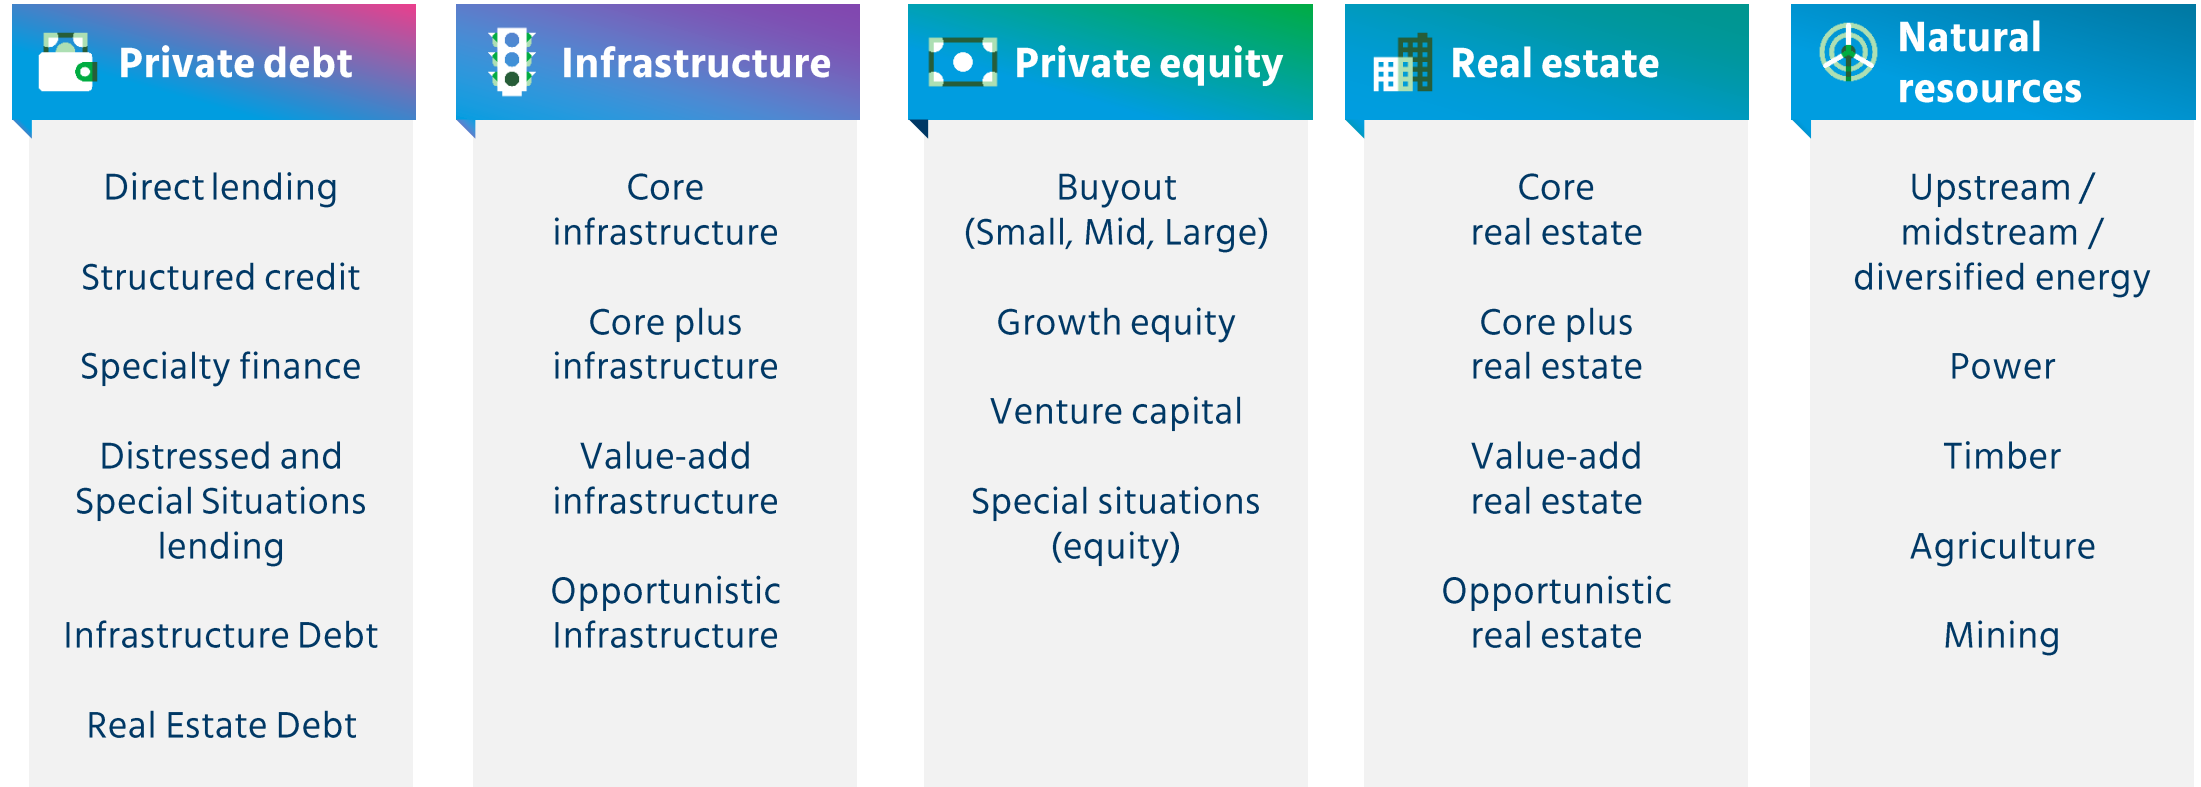 Private debt
Direct lending
Structured credit
Specialty finance
Distressed and
Special Situations
lending
Infrastructure Debt
Real Estate Debt
Infrastructure
Core
infrastructure
Core plus
infrastructure
Value-add
infrastructure
Opportunistic
Infrastructure
Private equity
Buyout
(Small, Mid, Large)
Growth equity
Venture capital
Special situations
(equity)
Real estate
Core
real estate
Core plus
real estate
Value-add
real estate
Opportunistic
real estate
Natural
resources
Upstream /
midstream /
diversified energy
Power
Timber
Agriculture
Mining